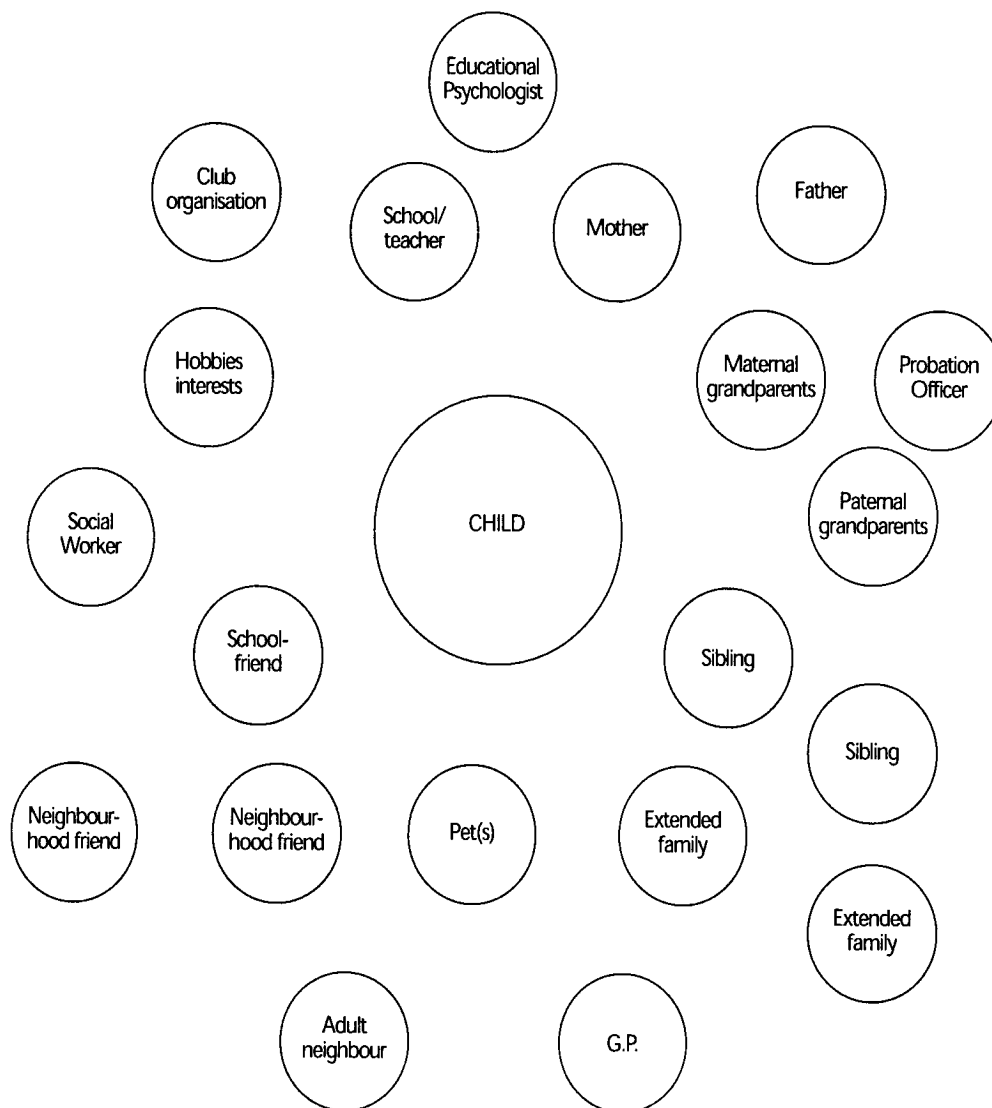 Educational
Psychologist
Club
organisation
School/
teacher
Mother
Father
Hobbies
interests
Maternal
grandparents
Probation
Officer
Social
Worker
CHILD
Paternal
grandparents
School-
friend
Sibling
Sibling
Neighbour-
hood friend
Neighbour-
hood friend
Pet(s)
Extended
family
Extended
family
Adult
neighbour
G.P.